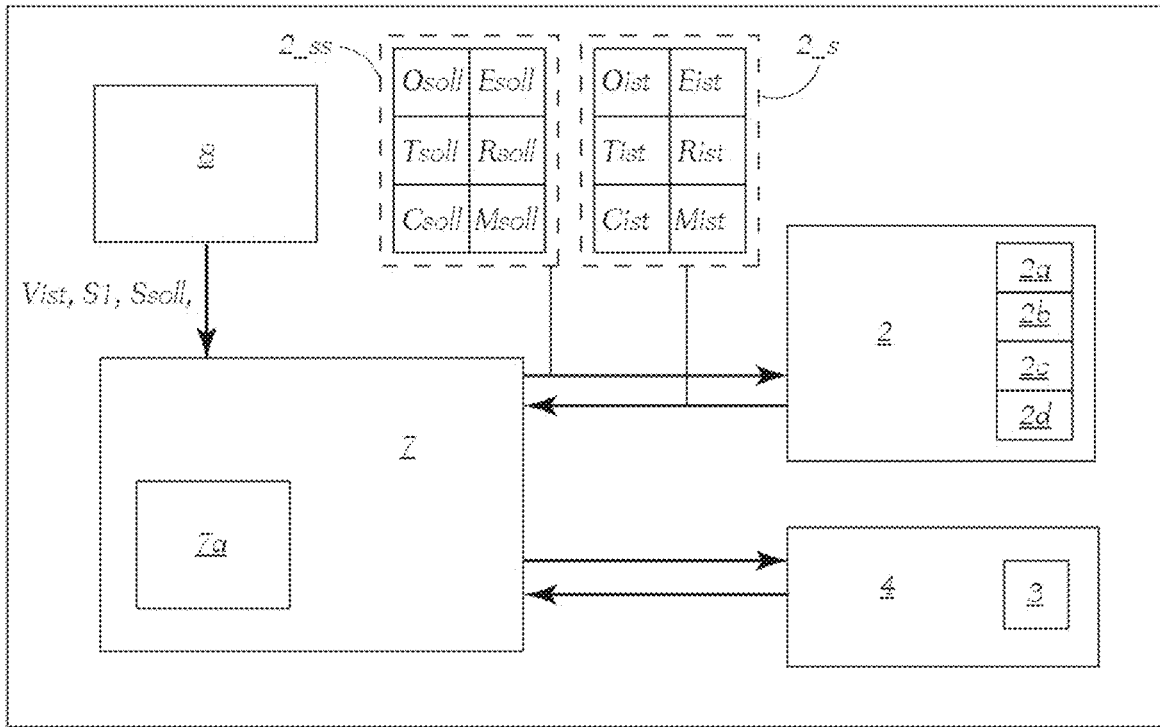 2_ss
2_s
Osoll Esoll
Oist Eist
Tsoll Rsoll
Tist Rist
Csoll Msoll
Cist Mist
8
Vist, S1, Ssoll,
2
2a
2b
2c
2d
7
7a
4
3